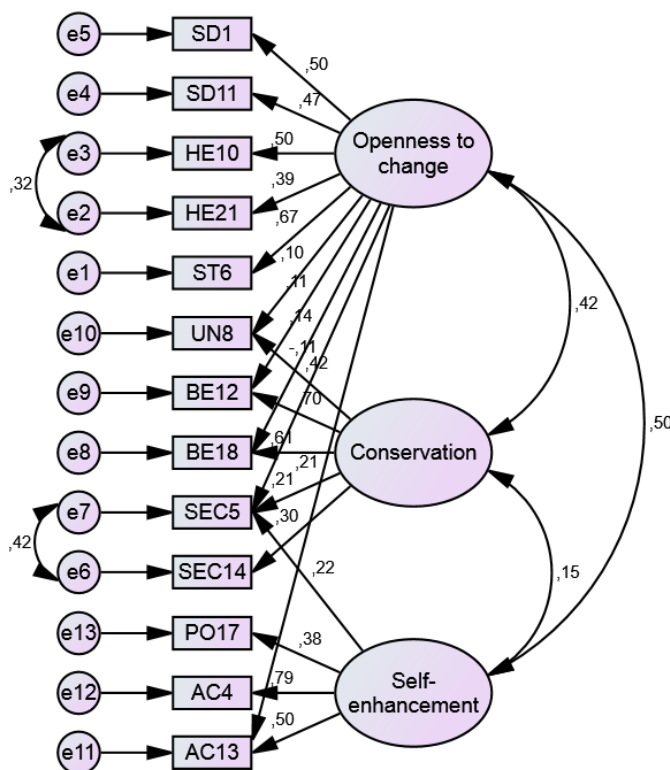 e5
SD1
,50
e4
SD11
,47
Openness to
change
e3
HE10
,50
,32
,39
e2
HE21
,67
e1
ST6
,10
,11
e10
UN8
,14
,42
-,11
,42
e9
BE12
,70
e8
BE18
,61
,21
Conservation
,50
,21
e7
SEC5
,30
,42
e6
SEC14
,22
,15
e13
PO17
,38
e12
AC4
,79
Self-
enhancement
,50
e11
AC13